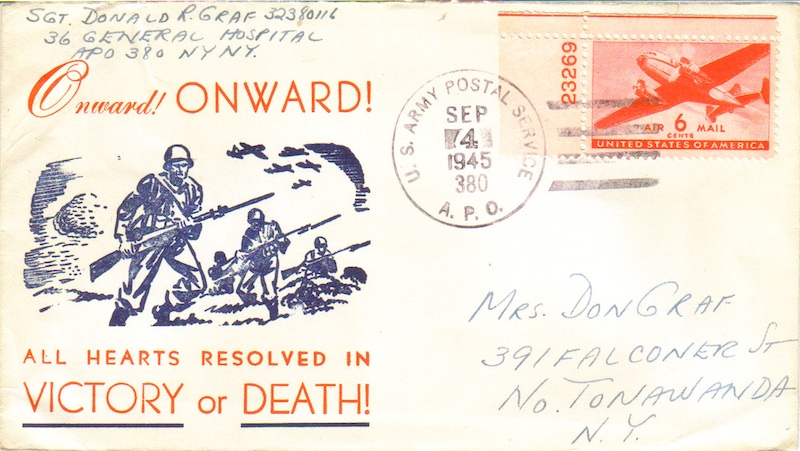 SGT. DONALD R. GRAF 32380116
36 GENERAL HOSPITAL
APO 380 NY NY.
Onward! ONWARD!
ALL HEARTS RESOLVED IN
VICTORY or DEATH!
U. S. ARMY POSTAL SERVICE
SEP
4
1945
380
A. P. O.
23269
AIR 6 MAIL
CENTS
UNITED STATES OF AMERICA
MRS. DON GRAF
391 FALCONER ST
NO. TONAWANDA
N.Y.